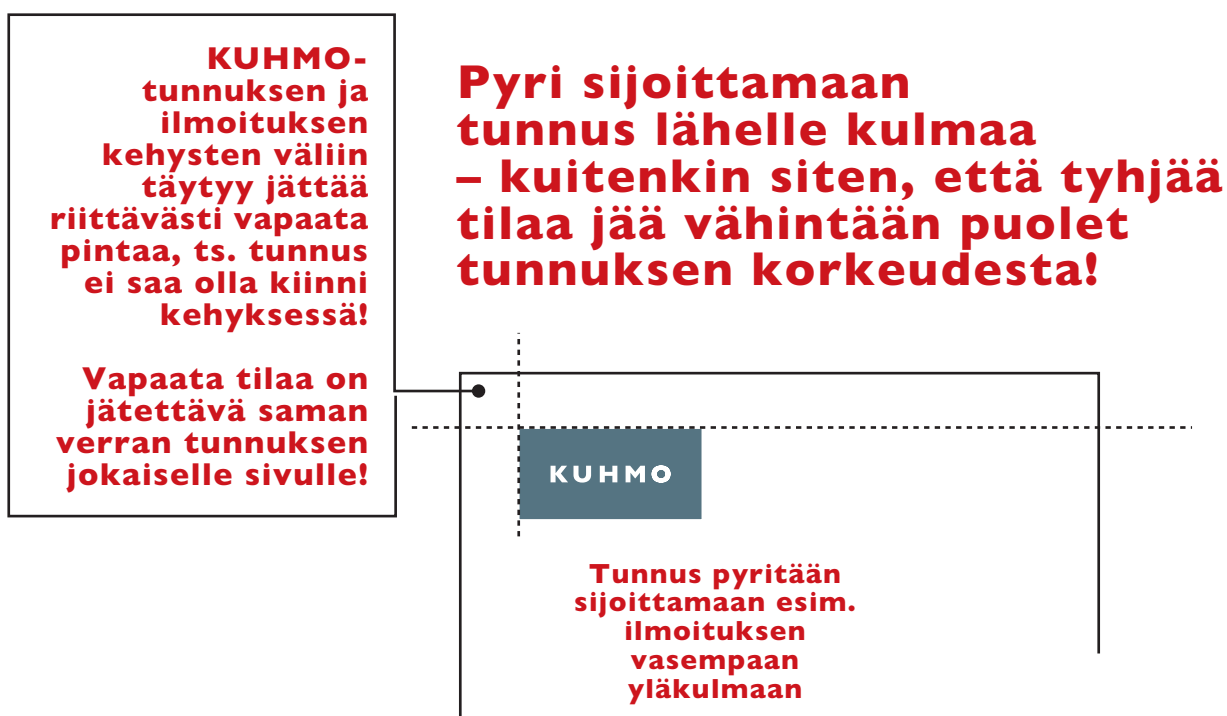 KUHMO-
tunnuksen ja
ilmoituksen
kehysten väliin
täytyy jättää
riittävästi vapaata
pintaa, ts. tunnus
ei saa olla kiinni
kehyksessä!
Vapaata tilaa on
jätettävä saman
verran tunnuksen
jokaiselle sivulle!
Pyri sijoittamaan
tunnus lähelle kulmaa
– kuitenkin siten, että tyhjää
tilaa jää vähintään puolet
tunnuksen korkeudesta!
KUHMO
Tunnus pyritään
sijoittamaan esim.
ilmoituksen
vasempaan
yläkulmaan